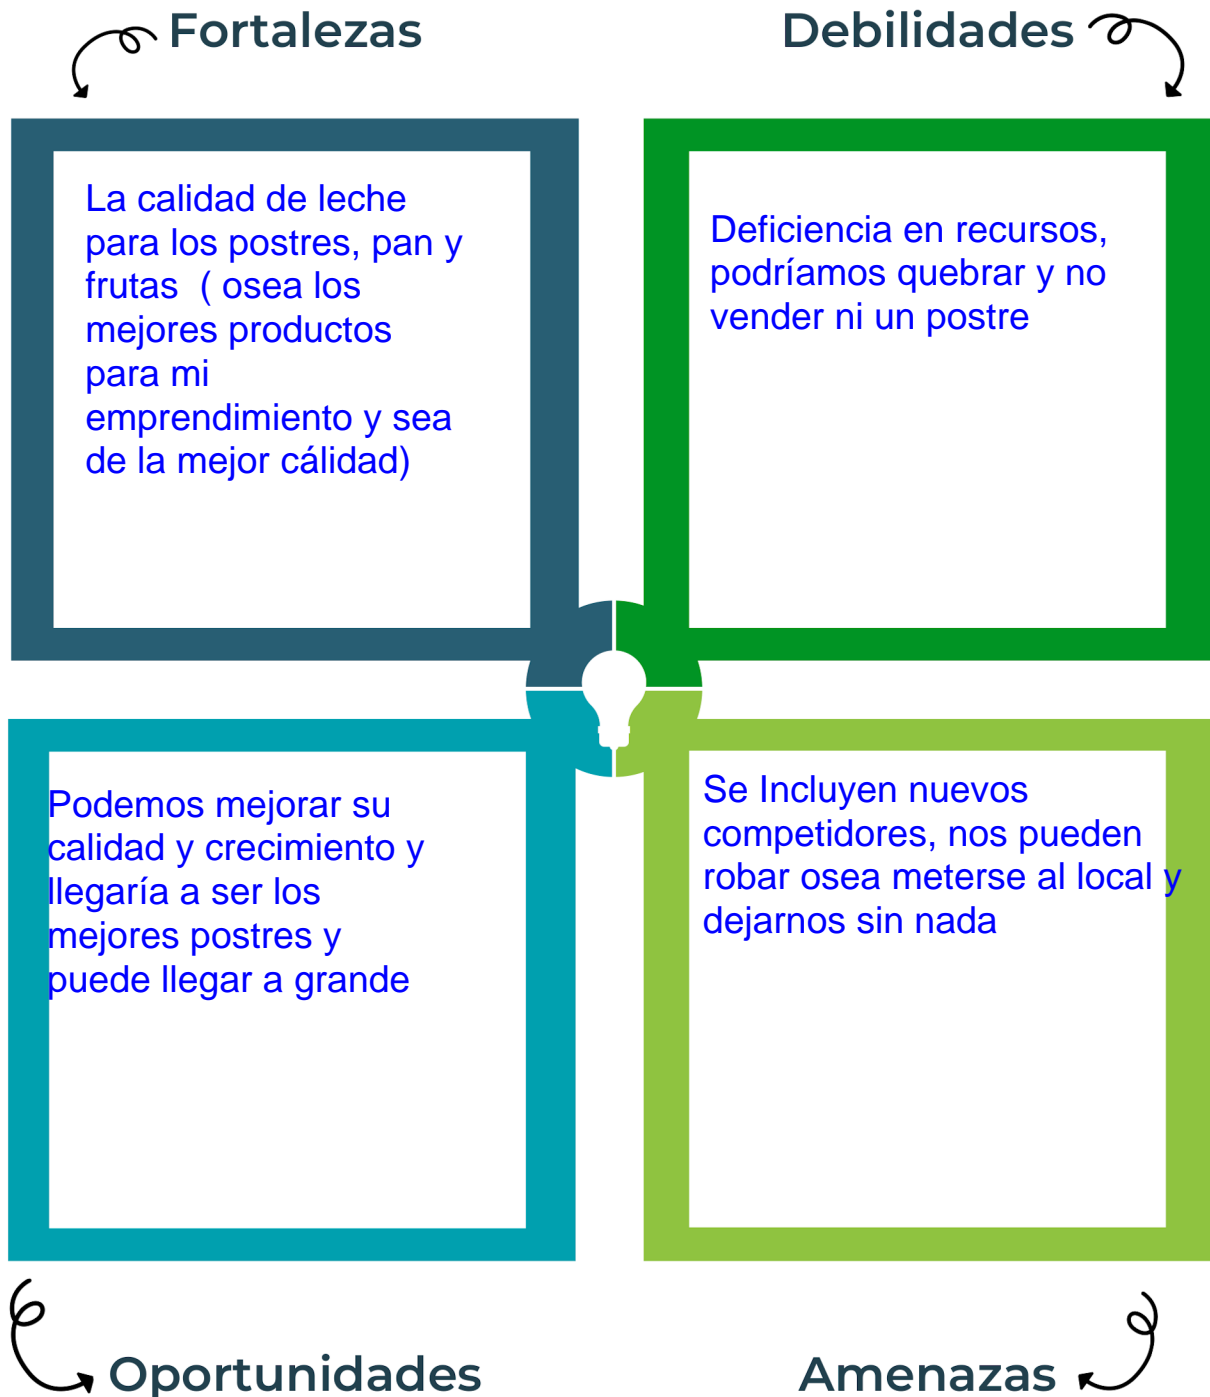 Fortalezas
La calidad de leche
para los postres, pan y
frutas  ( osea los
mejores productos
para mi
emprendimiento y sea
de la mejor cálidad)
Debilidades
Deficiencia en recursos,
podríamos quebrar y no
vender ni un postre
Podemos mejorar su
calidad y crecimiento y
llegaría a ser los
mejores postres y
puede llegar a grande
Oportunidades
Se Incluyen nuevos
competidores, nos pueden
robar osea meterse al local y
dejarnos sin nada
Amenazas